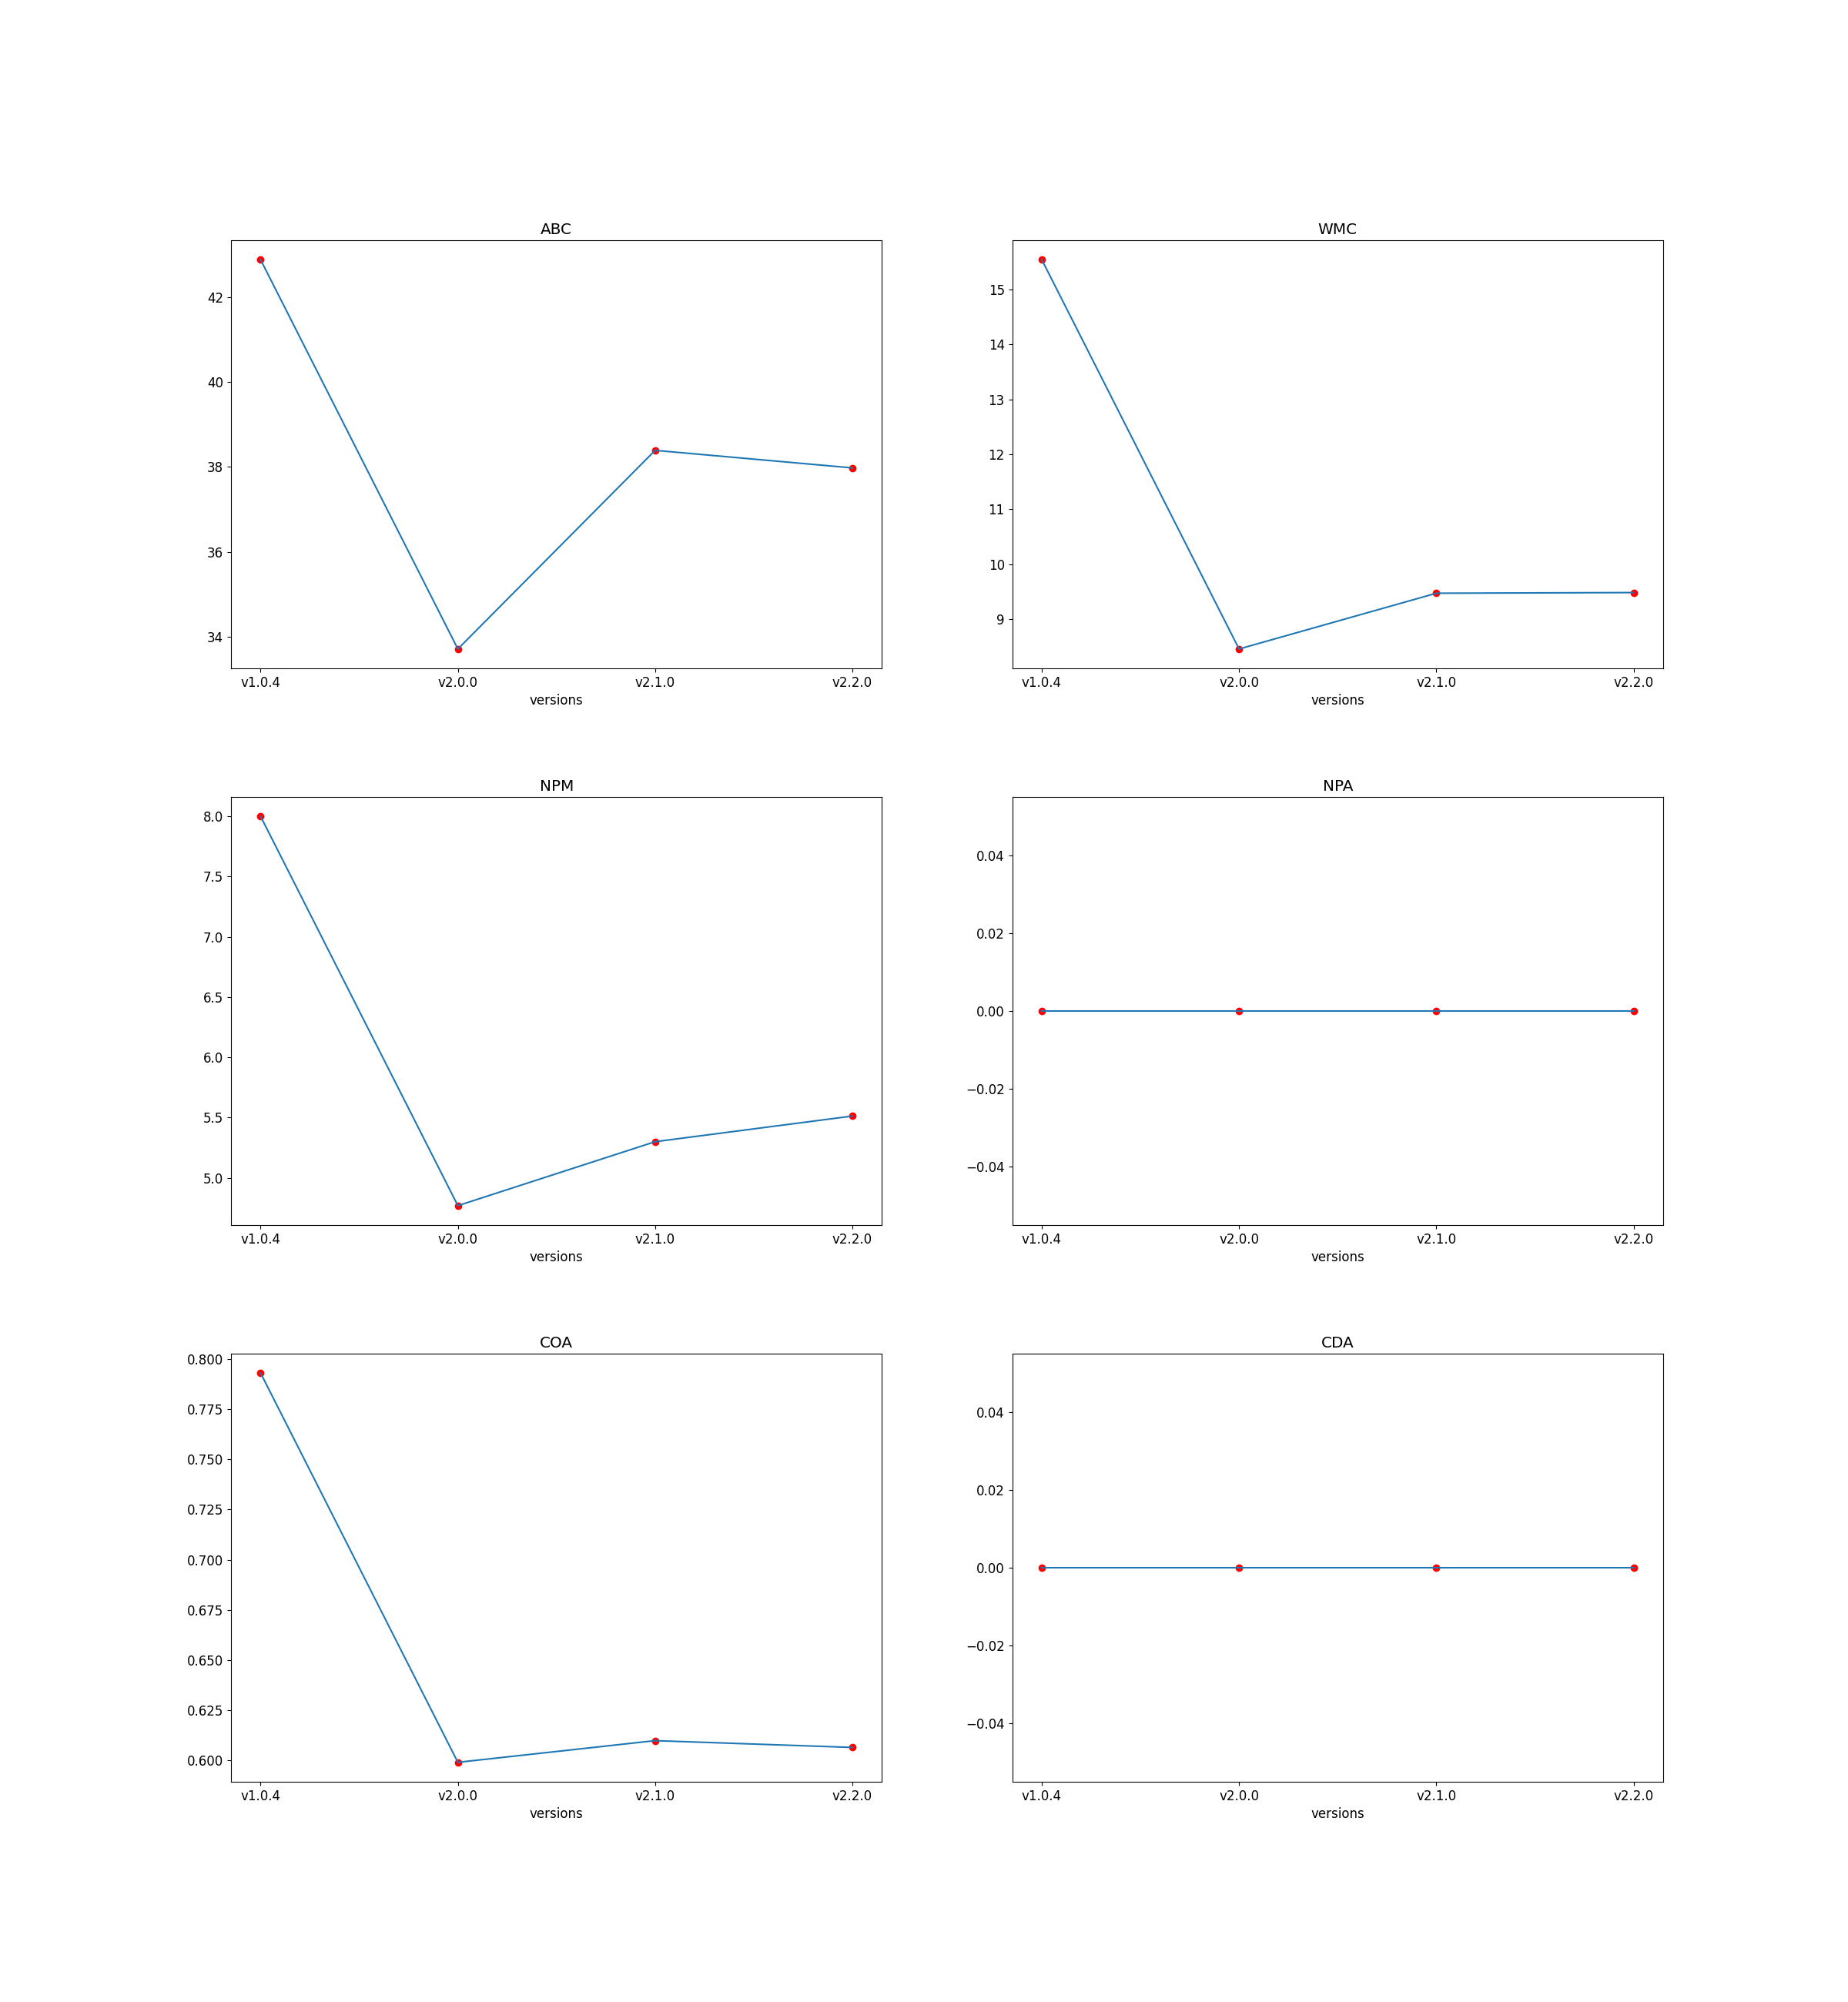 ABC
42
40
38
36
34
v1.0.4 v2.0.0 v2.1.0 v2.2.0
versions
WMC
15
14
13
12
11
10
9
v1.0.4 v2.0.0 v2.1.0 v2.2.0
versions
NPM
8.0
7.5
7.0
6.5
6.0
5.5
5.0
v1.0.4 v2.0.0 v2.1.0 v2.2.0
versions
NPA
0.04
0.02
0.00
−0.02
−0.04
v1.0.4 v2.0.0 v2.1.0 v2.2.0
versions
COA
0.800
0.775
0.750
0.725
0.700
0.675
0.650
0.625
0.600
v1.0.4 v2.0.0 v2.1.0 v2.2.0
versions
CDA
0.04
0.02
0.00
−0.02
−0.04
v1.0.4 v2.0.0 v2.1.0 v2.2.0
versions